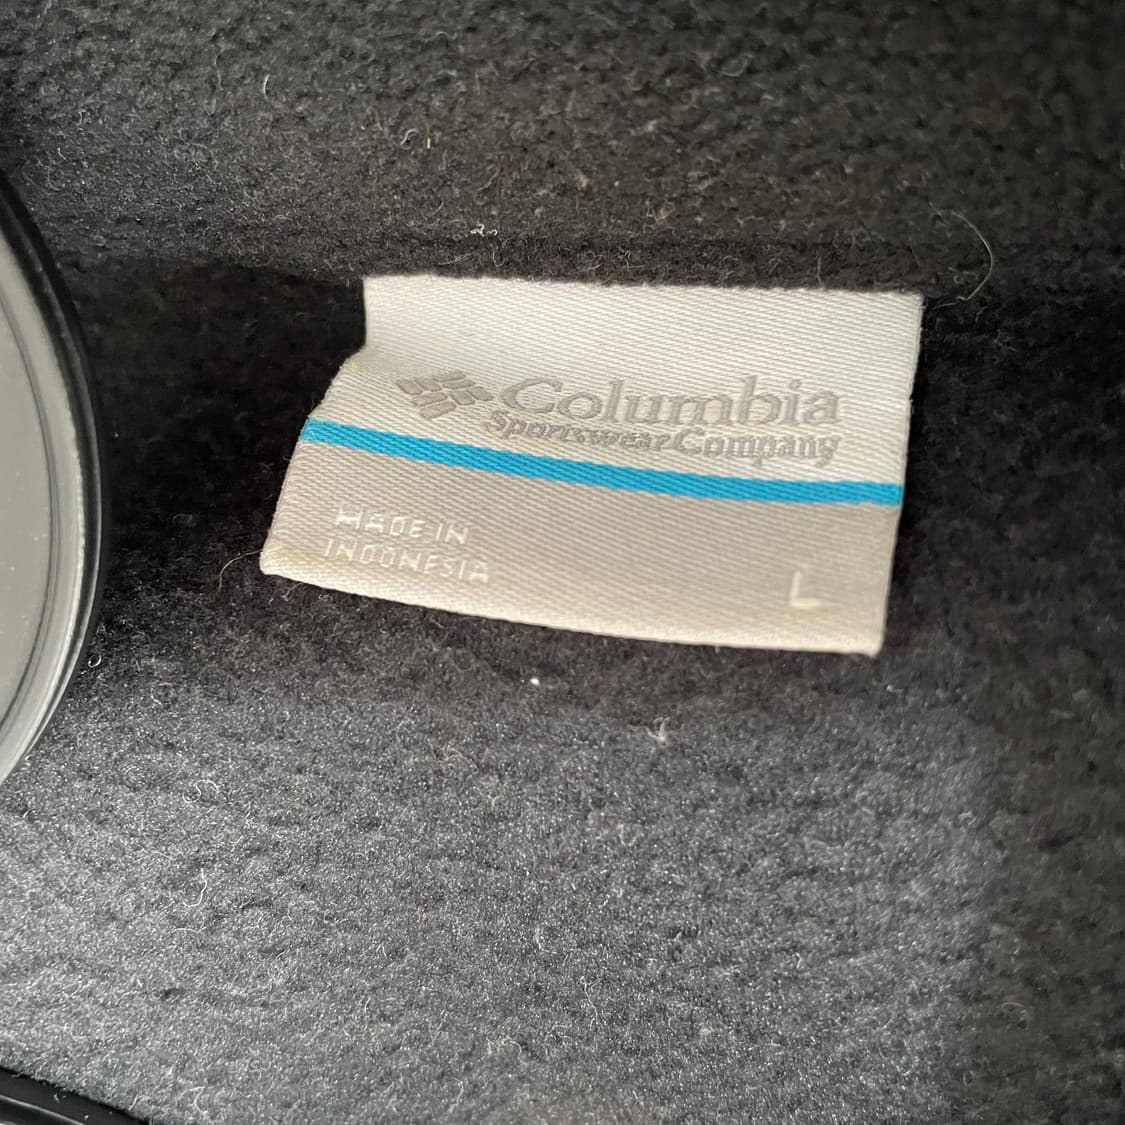 Columbia
Sportswear Company
MADE IN
INDONESIA
L